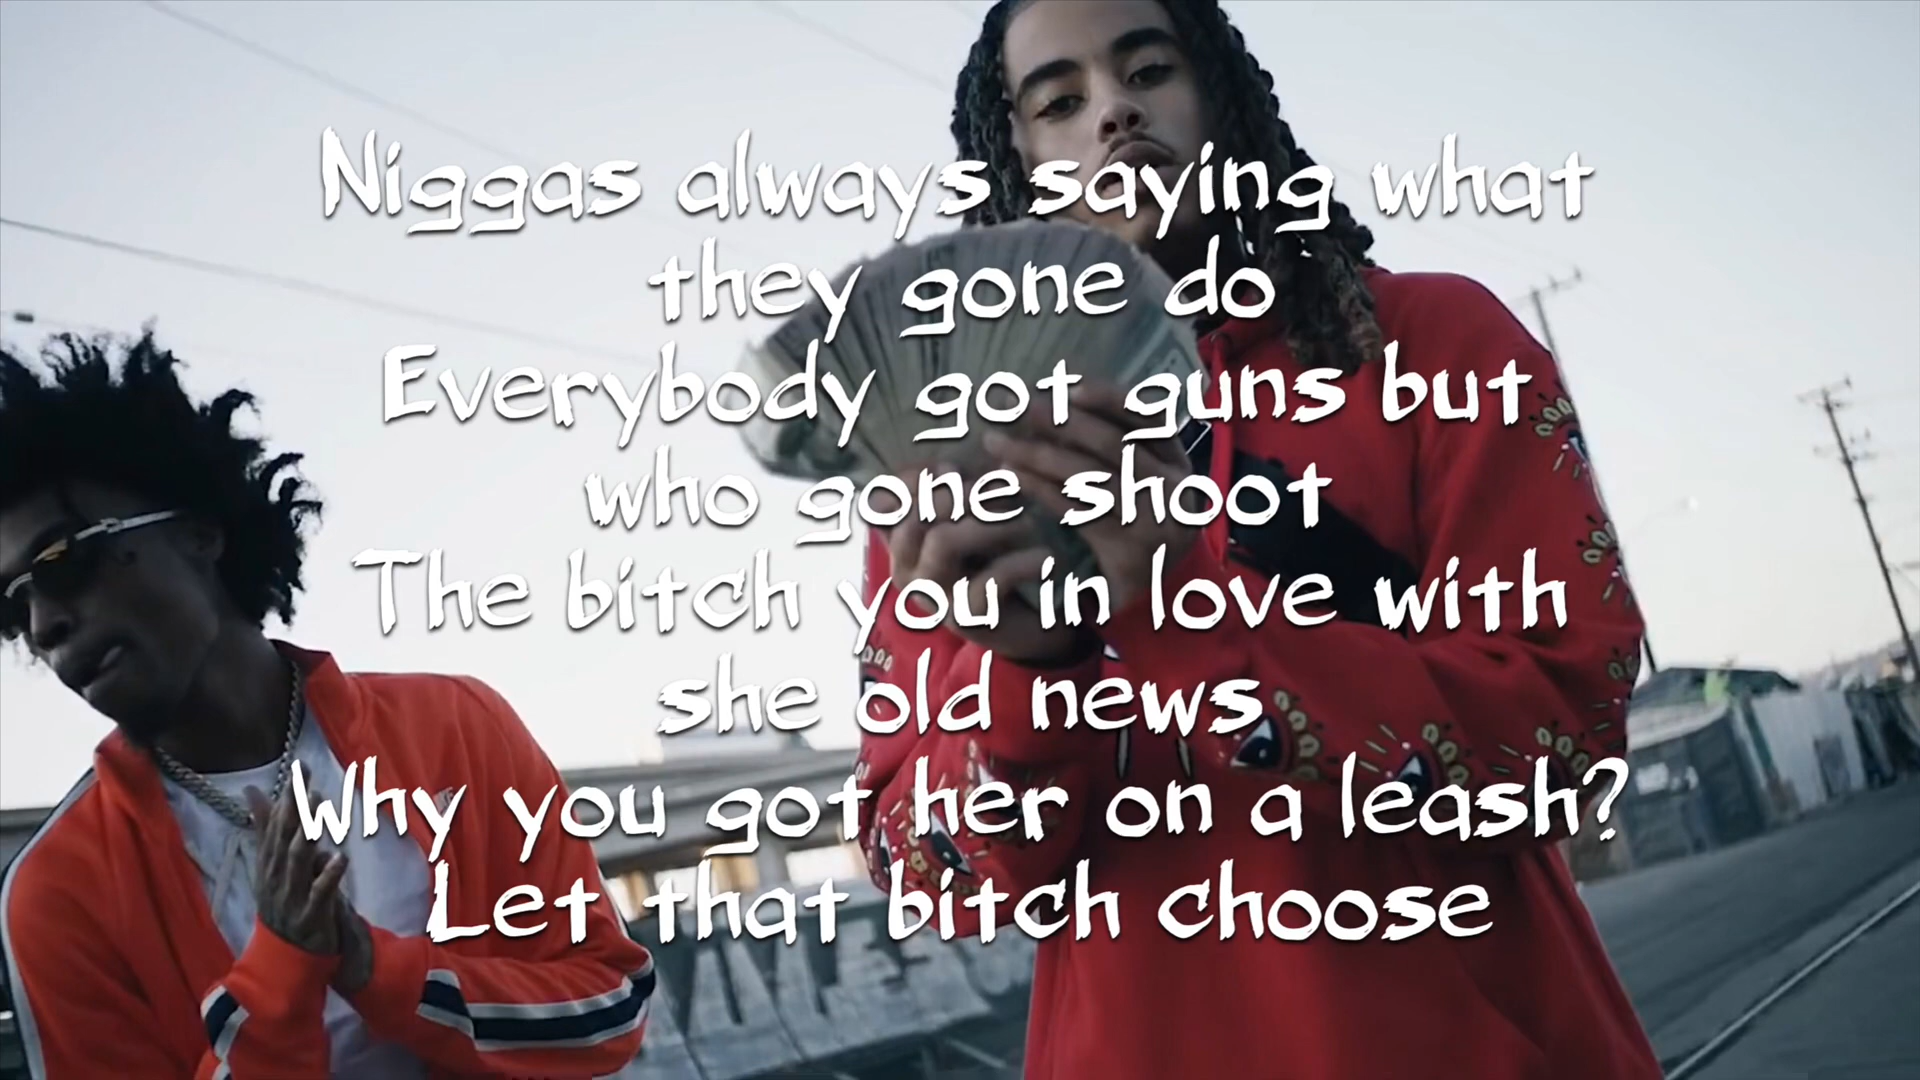 Niggas always saying what
they gone do
Everybody got guns but
who gone shoot
The bitch you in love with
she old news
Why you got her on a leash?
Let that bitch choose